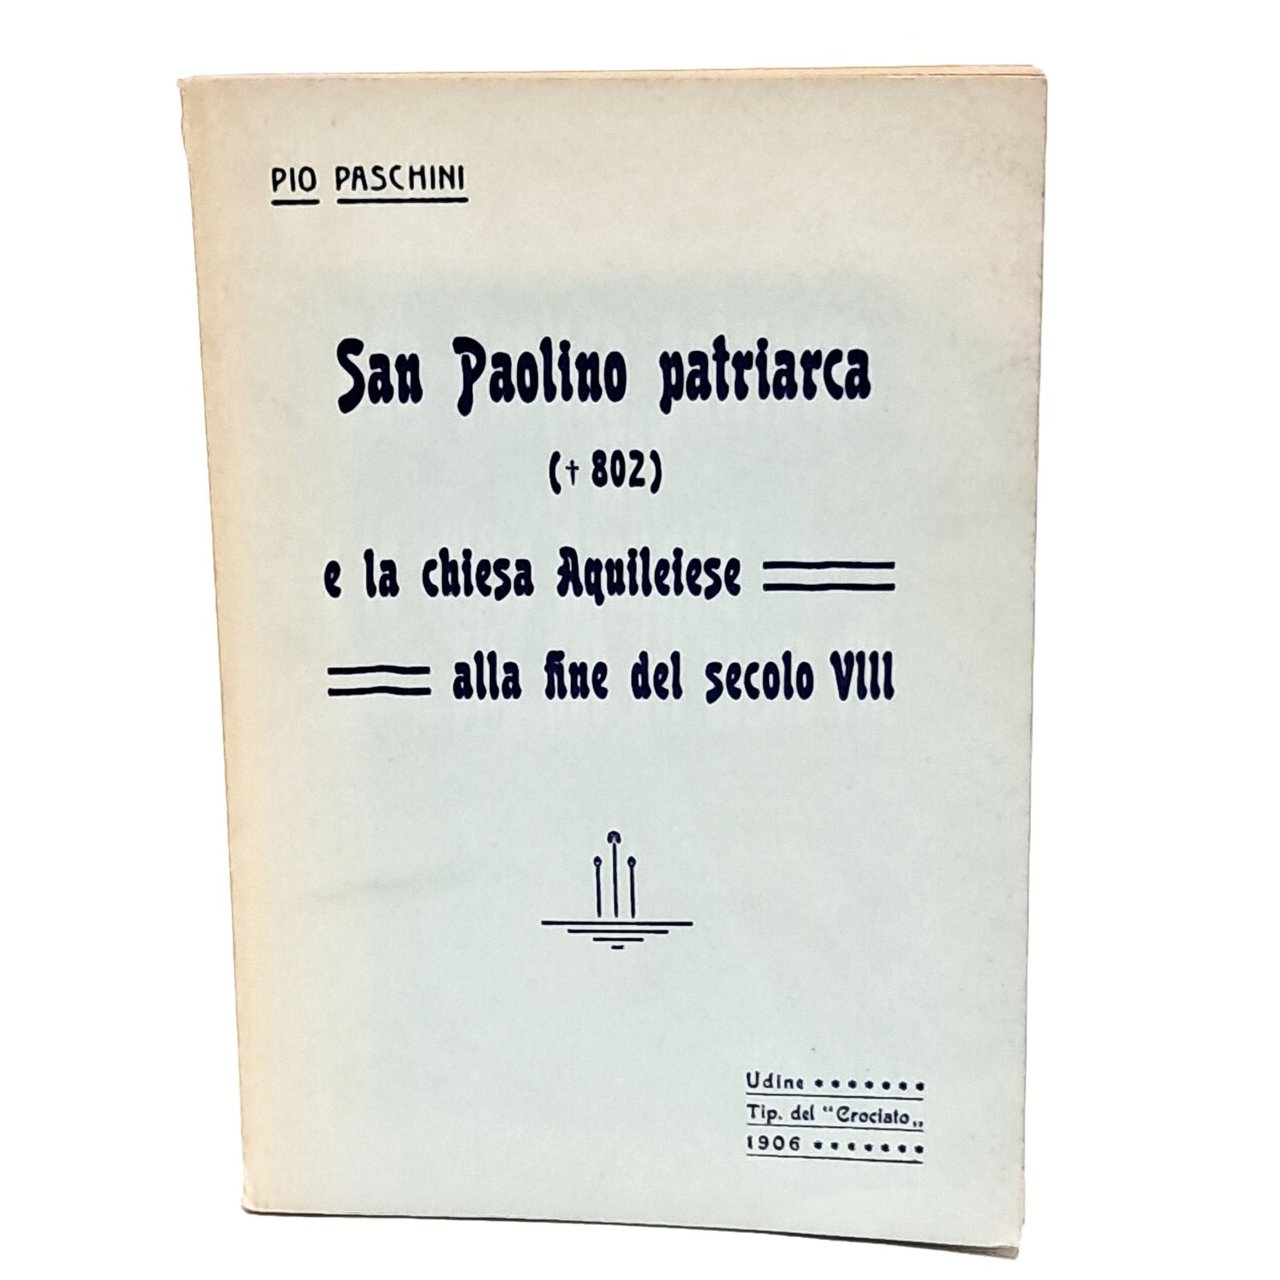 PIO PASCHINI
San Paolino patriarca
(† 802)
e la chiesa Aquileiese
alla fine del secolo VIII
Udine
Tip. del “Crociato„
1906